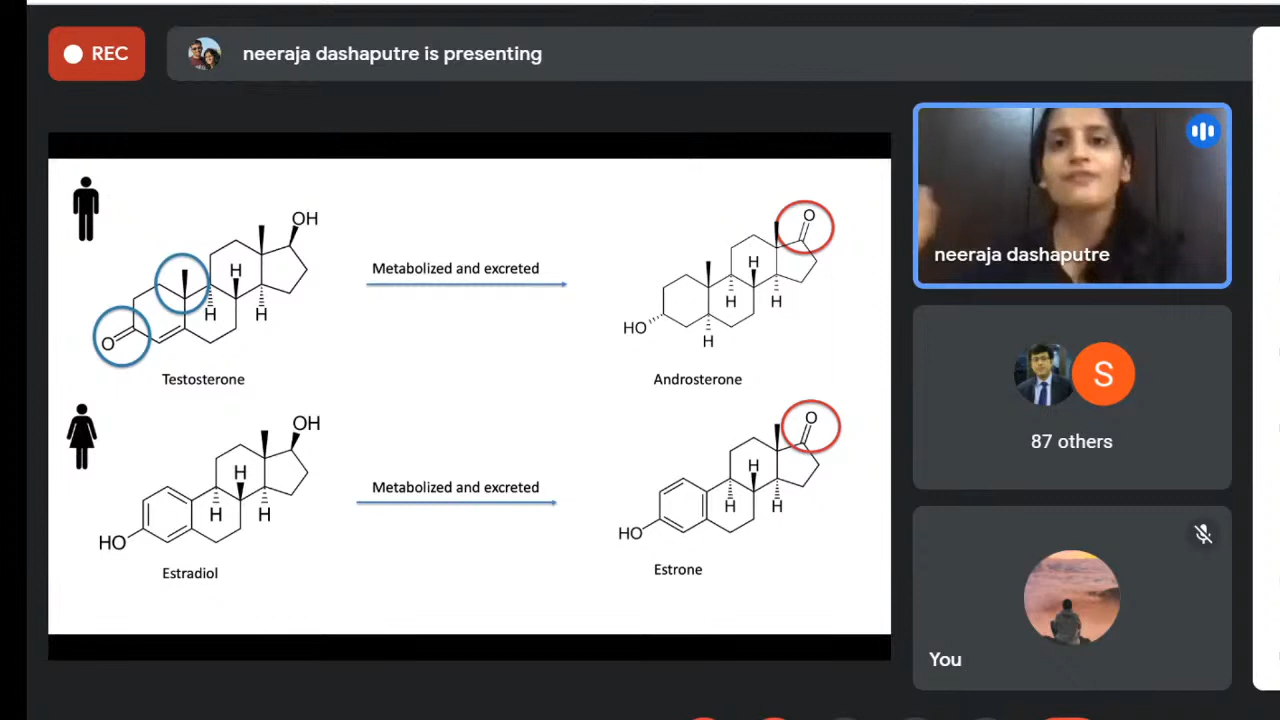 REC
neeraja dashaputre is presenting
OH
O
Metabolized and excreted
H
H
H
H
H
H
HO
O
H
Testosterone
Androsterone
OH
O
Metabolized and excreted
H
H
H
H
H
H
HO
HO
Estradiol
Estrone
neeraja dashaputre
S
87 others
You